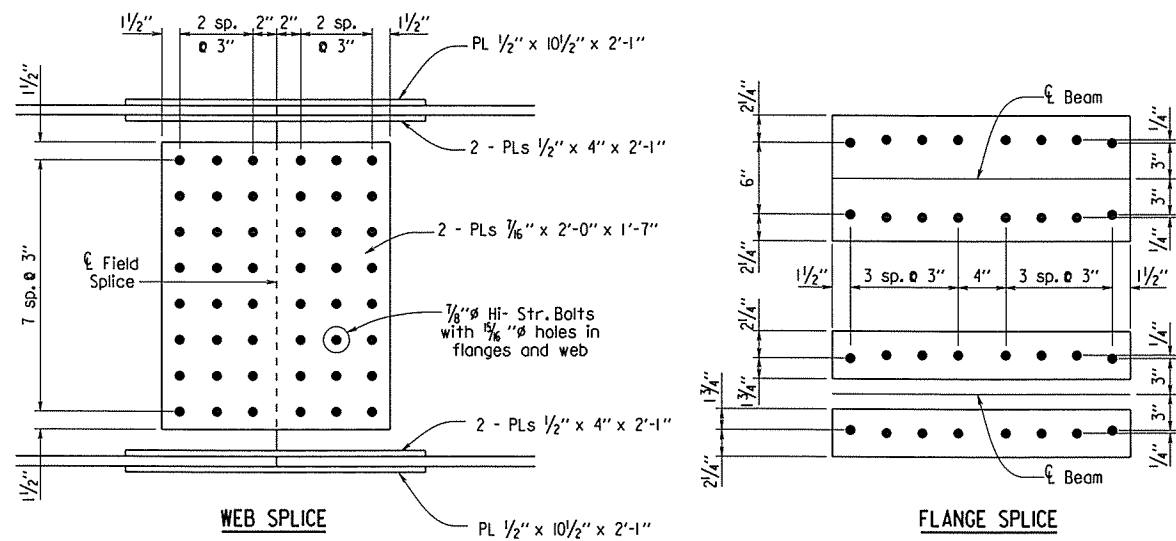 1½" 2 sp. 2" 2" 2 sp. 1½"
@ 3" @ 3"
PL ½" x 10½" x 2'-1"
1½"
2 - PLs ½" x 4" x 2'-1"
2 - PLs 7/16" x 2'-0" x 1'-7"
℄ Field
Splice
7 sp. @ 3"
7/8"ø Hi- Str. Bolts
with 15/16"ø holes in
flanges and web
2 - PLs ½" x 4" x 2'-1"
1½"
PL ½" x 10½" x 2'-1"
WEB SPLICE
℄ Beam
2¼"
6"
2¼"
¼"
3"
3"
¼"
1½" 3 sp. @ 3" 4" 3 sp. @ 3" 1½"
2¼"
1¾"
1¾"
2¼"
¼"
3"
3"
¼"
℄ Beam
FLANGE SPLICE